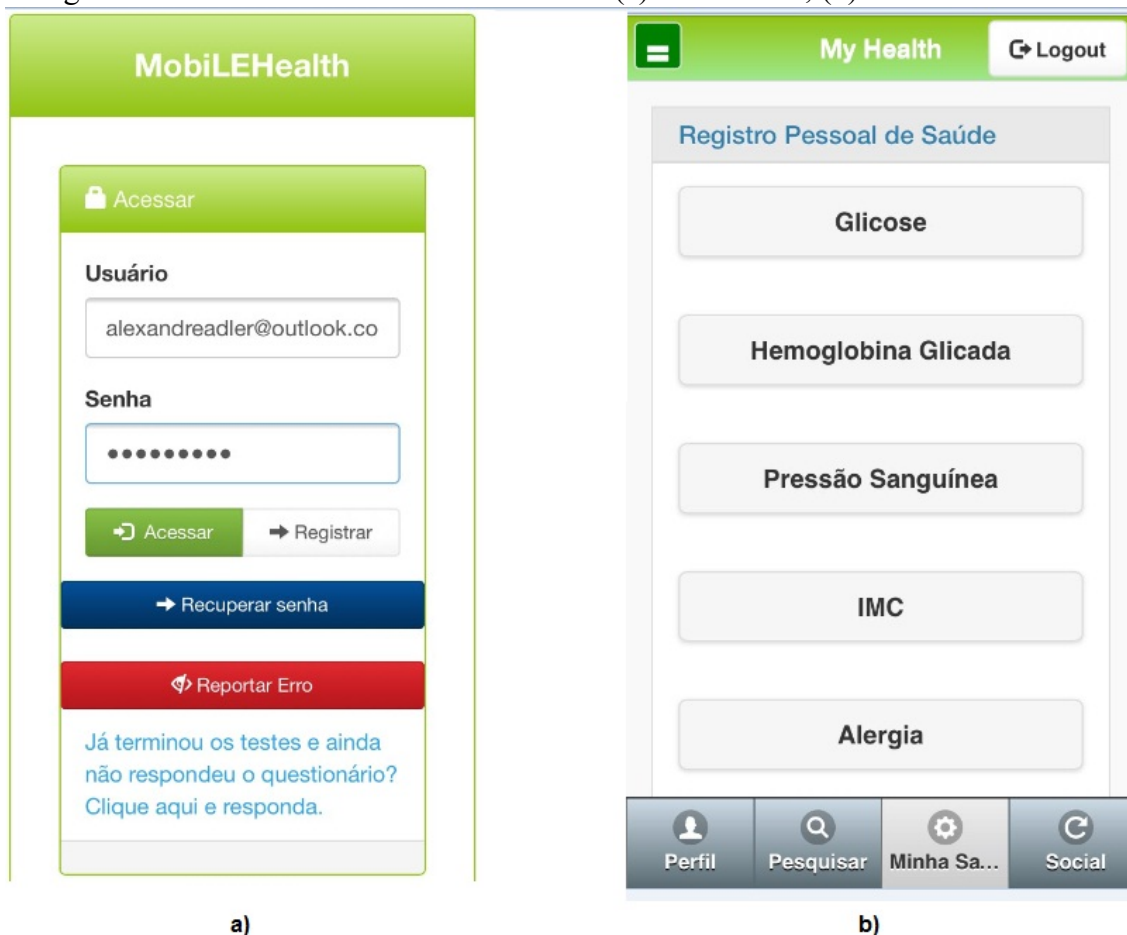 MobiLEHealth
Acessar
Usuário
alexandreadler@outlook.co
Senha
Acessar
Registrar
Recuperar senha
Reportar Erro
Já terminou os testes e ainda
não respondeu o questionário?
Clique aqui e responda.
a)
My Health
Logout
Registro Pessoal de Saúde
Glicose
Hemoglobina Glicada
Pressão Sanguínea
IMC
Alergia
Perfil
Pesquisar
Minha Sa...
Social
b)